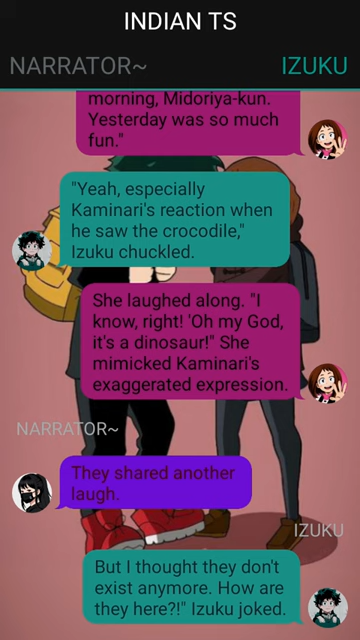 INDIAN TS
NARRATOR~ IZUKU
morning, Midoriya-kun.
Yesterday was so much
fun."
"Yeah, especially
Kaminari's reaction when
he saw the crocodile,"
Izuku chuckled.
She laughed along. "I
know, right! 'Oh my God,
it's a dinosaur!" She
mimicked Kaminari's
exaggerated expression.
NARRATOR~
They shared another
laugh.
IZUKU
But I thought they don't
exist anymore. How are
they here?!" Izuku joked.